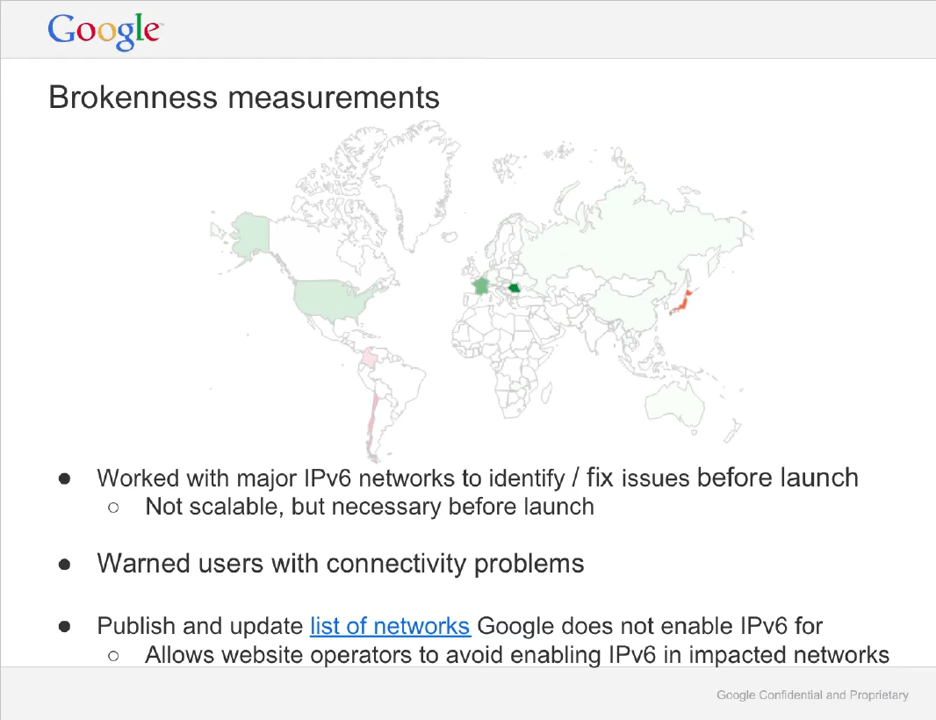 Google
Brokenness measurements
● Worked with major IPv6 networks to identify / fix issues before launch
○ Not scalable, but necessary before launch
● Warned users with connectivity problems
● Publish and update list of networks Google does not enable IPv6 for
○ Allows website operators to avoid enabling IPv6 in impacted networks
Google Confidential and Proprietary